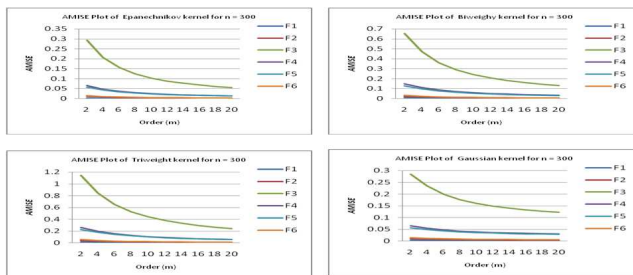 AMISE Plot of Epanechnikov kernel for n = 300
AMISE
0.35
0.3
0.25
0.2
0.15
0.1
0.05
0
2 4 6 8 10 12 14 16 18 20
Order (m)
F1
F2
F3
F4
F5
F6
AMISE Plot of Biweighy kernel for n = 300
AMISE
0.7
0.6
0.5
0.4
0.3
0.2
0.1
0
2 4 6 8 10 12 14 16 18 20
Order (m)
F1
F2
F3
F4
F5
F6
AMISE Plot of Triweight kernel for n = 300
AMISE
1.2
1
0.8
0.6
0.4
0.2
0
2 4 6 8 10 12 14 16 18 20
Order (m)
F1
F2
F3
F4
F5
F6
AMISE Plot of Gaussian kernel for n = 300
AMISE
0.3
0.25
0.2
0.15
0.1
0.05
0
2 4 6 8 10 12 14 16 18 20
Order (m)
F1
F2
F3
F4
F5
F6